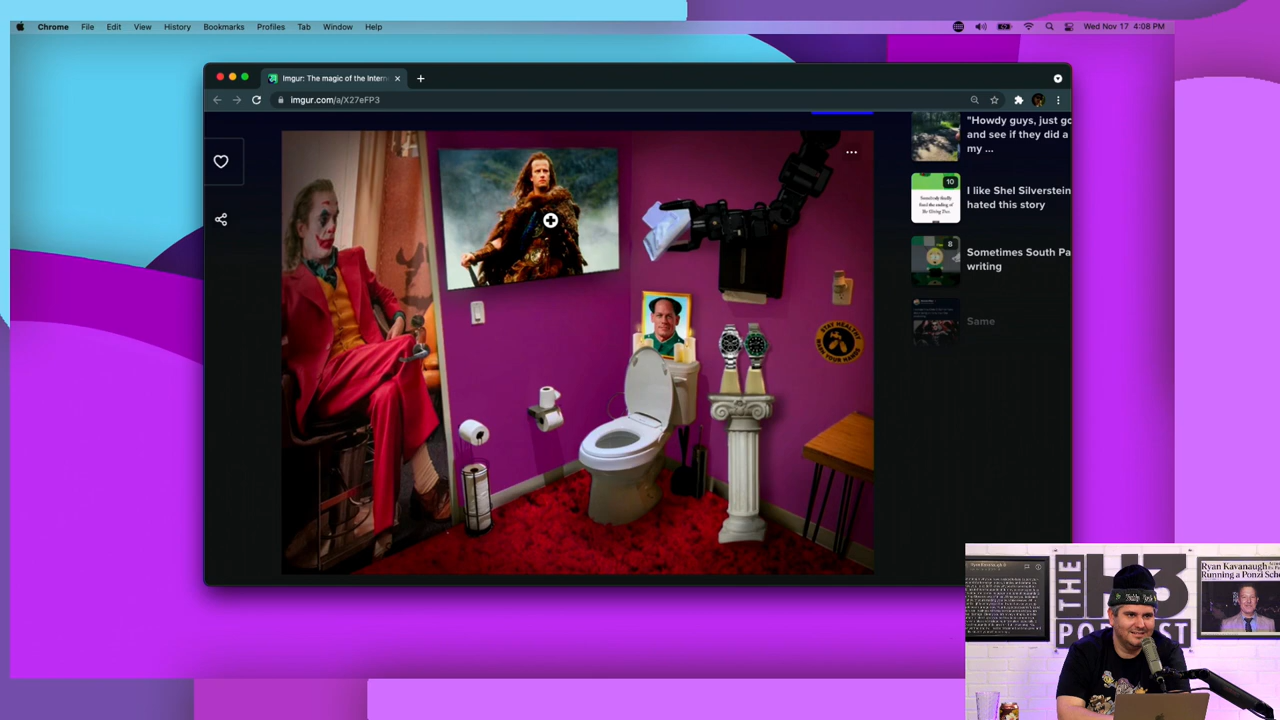 Chrome File Edit View History Bookmarks Profiles Tab Window Help
Wed Nov 17 4:08 PM
Imgur: The magic of the Intern
imgur.com/a/X27eFP3
"Howdy guys, just go
and see if they did a
my ...
10
I like Shel Silverstein
hated this story
8
Sometimes South Pa
writing
Same
STAY HEALTHY
WASH YOUR HANDS
THE
H3
PODCAST
Ryan Kavanaugh
Running a Ponzi Sche